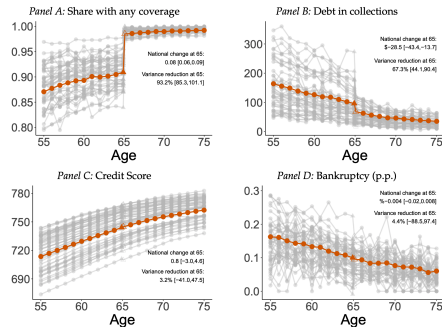 Panel A: Share with any coverage
1.00
0.95
0.90
0.85
0.80
National change at 65:
0.08 [0.06,0.09]
Variance reduction at 65:
93.2% [85.3,101.1]
55 60 65 70 75
Age
Panel B: Debt in collections
300
200
100
0
National change at 65:
$−28.5 [−43.4,−13.7]
Variance reduction at 65:
67.3% [44.1,90.4]
55 60 65 70 75
Age
Panel C: Credit Score
780
750
720
690
National change at 65:
0.8 [−3.0,4.6]
Variance reduction at 65:
3.2% [−41.0,47.5]
55 60 65 70 75
Age
Panel D: Bankruptcy (p.p.)
0.3
0.2
0.1
0.0
National change at 65:
%−0.004 [−0.02,0.008]
Variance reduction at 65:
4.4% [−88.5,97.4]
55 60 65 70 75
Age